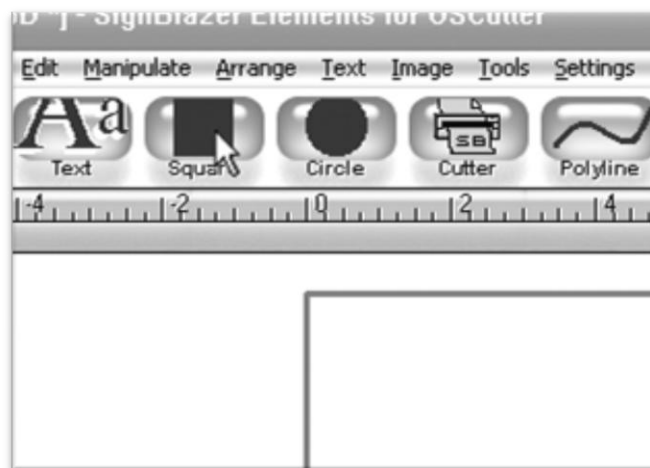 D *] - SignBlazer Elements for OSCutter
Edit Manipulate Arrange Text Image Tools Settings
Aa SB
Text Square Circle Cutter Polyline
-4 -2 0 2 4